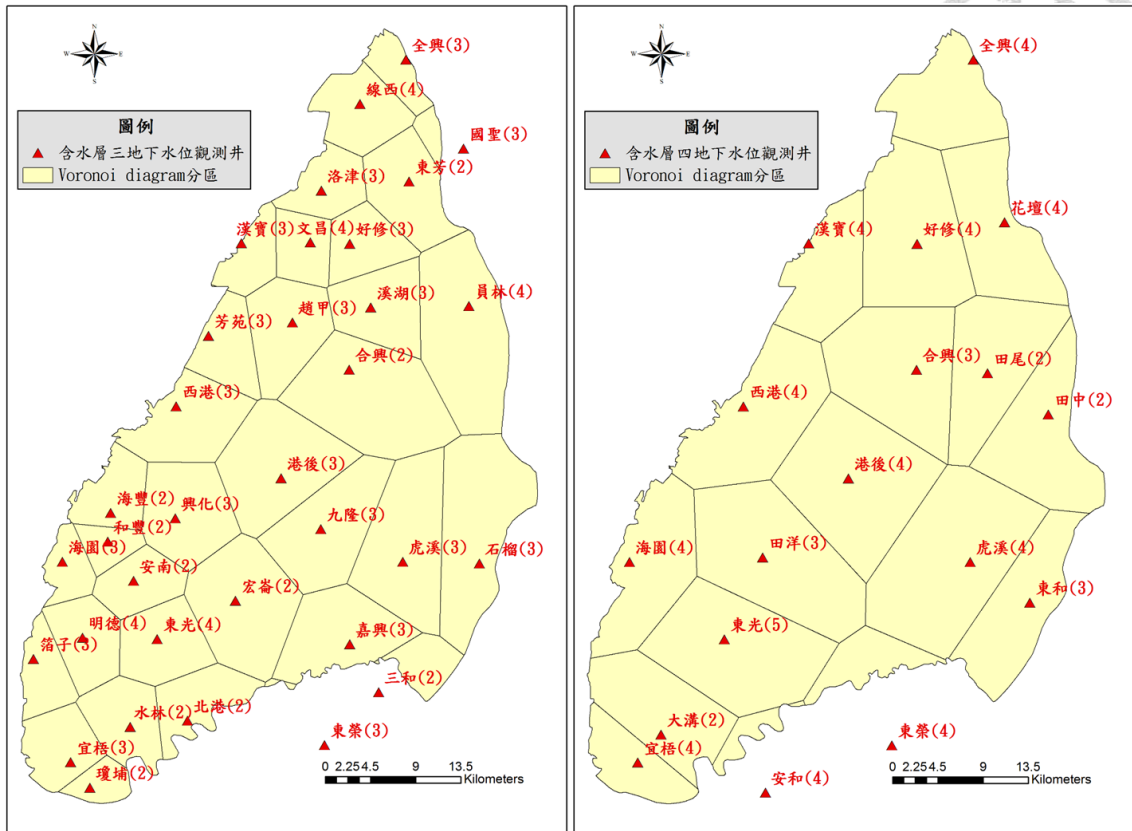 N
W
E
S
圖例
含水層三地下水位觀測井
Voronoi diagram分區
全興(3)
線西(4)
國聖(3)
東芳(2)
洛津(3)
漢寶(3)
文昌(4)
好修(3)
溪湖(3)
員林(4)
趙甲(3)
芳苑(3)
合興(2)
西港(3)
港後(3)
海豐(2)
興化(3)
九隆(3)
和豐(2)
海園(3)
安南(2)
虎溪(3)
石榴(3)
宏崙(2)
明德(4)
東光(4)
嘉興(3)
箔子(3)
三和(2)
水林(2)
北港(2)
東榮(3)
宜梧(3)
瓊埔(2)
0 2.25 4.5 9 13.5
Kilometers
N
W
E
S
圖例
含水層四地下水位觀測井
Voronoi diagram分區
全興(4)
花壇(4)
漢寶(4)
好修(4)
合興(3)
田尾(2)
西港(4)
田中(2)
港後(4)
海園(4)
田洋(3)
虎溪(4)
東和(3)
東光(5)
大溝(2)
宜梧(4)
東榮(4)
安和(4)
0 2.25 4.5 9 13.5
Kilometers